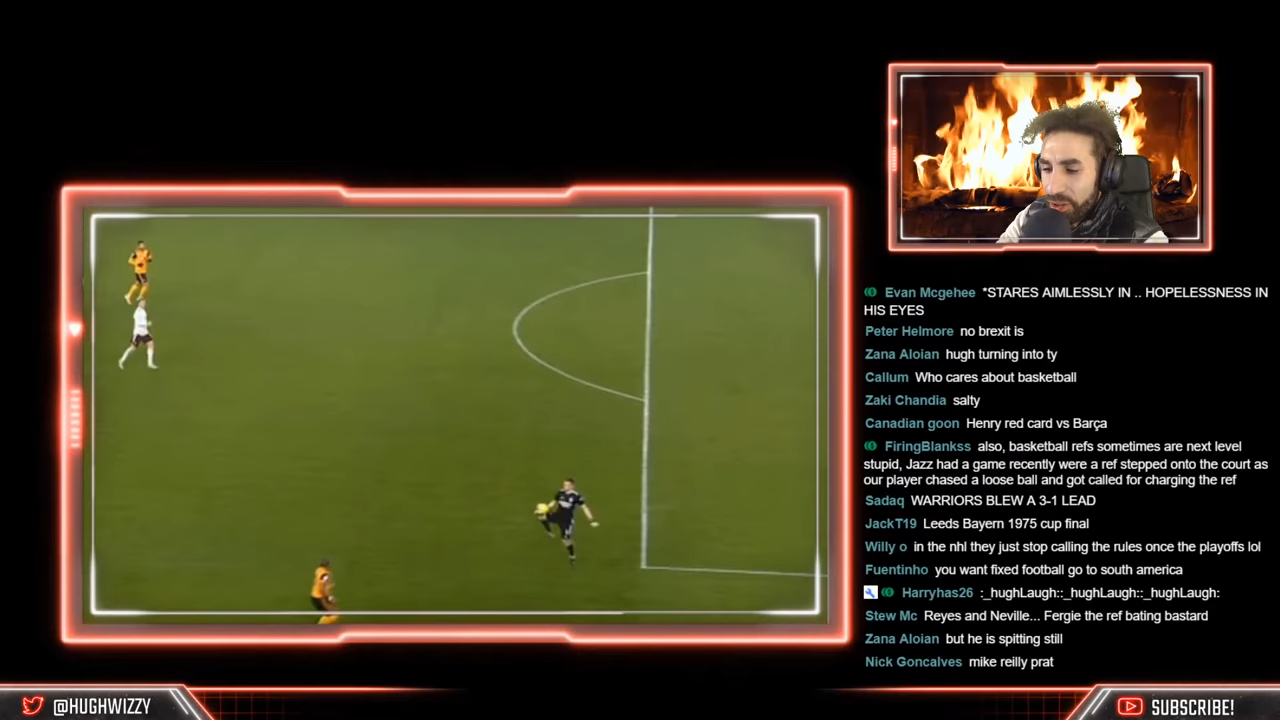 Evan Mcgehee *STARES AIMLESSLY IN .. HOPELESSNESS IN
HIS EYES
Peter Helmore no brexit is
Zana Aloian hugh turning into ty
Callum Who cares about basketball
Zaki Chandia salty
Canadian goon Henry red card vs Barça
FiringBlankss also, basketball refs sometimes are next level
stupid, Jazz had a game recently were a ref stepped onto the court as
our player chased a loose ball and got called for charging the ref
Sadaq WARRIORS BLEW A 3-1 LEAD
JackT19 Leeds Bayern 1975 cup final
Willy o in the nhl they just stop calling the rules once the playoffs lol
Fuentinho you want fixed football go to south america
Harryhas26 :_hughLaugh::_hughLaugh::_hughLaugh:
Stew Mc Reyes and Neville... Fergie the ref bating bastard
Zana Aloian but he is spitting still
Nick Goncalves mike reilly prat
@HUGHWIZZY
SUBSCRIBE!